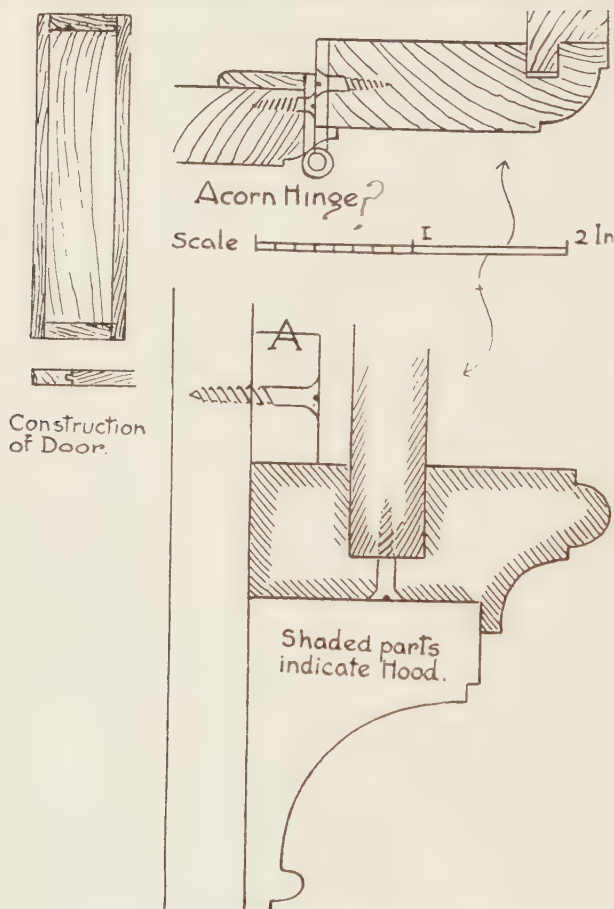 Acorn Hinge?
Scale I 2 In
A
Construction
of Door.
Shaded parts
indicate Hood.